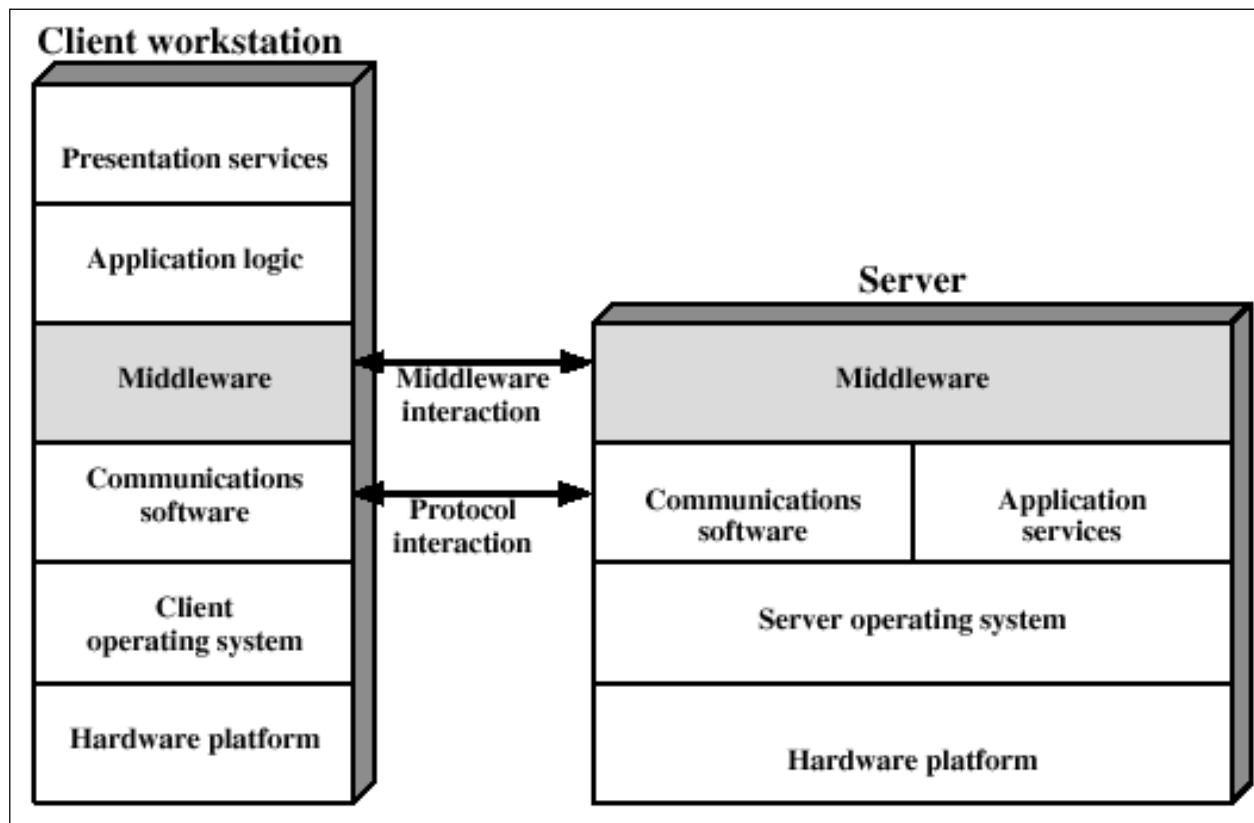 Client workstation
Presentation services
Application logic
Middleware
Communications
software
Client
operating system
Hardware platform
Middleware
interaction
Protocol
interaction
Server
Middleware
Communications
software
Application
services
Server operating system
Hardware platform